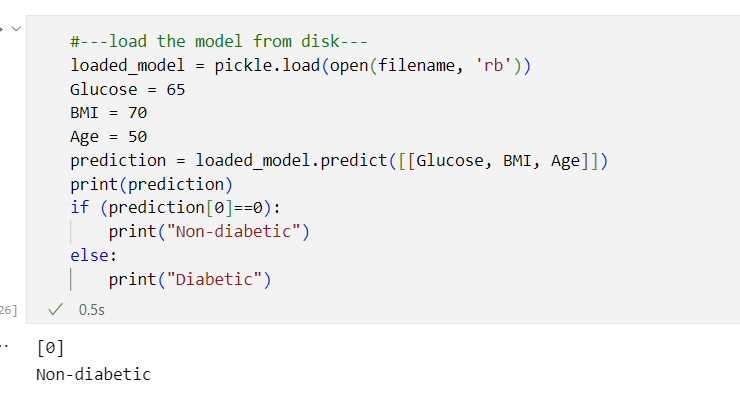 #---load the model from disk---
loaded_model = pickle.load(open(filename, 'rb'))
Glucose = 65
BMI = 70
Age = 50
prediction = loaded_model.predict([[Glucose, BMI, Age]])
print(prediction)
if (prediction[0]==0):
    print("Non-diabetic")
else:
    print("Diabetic")
26]
0.5s
[0]
Non-diabetic